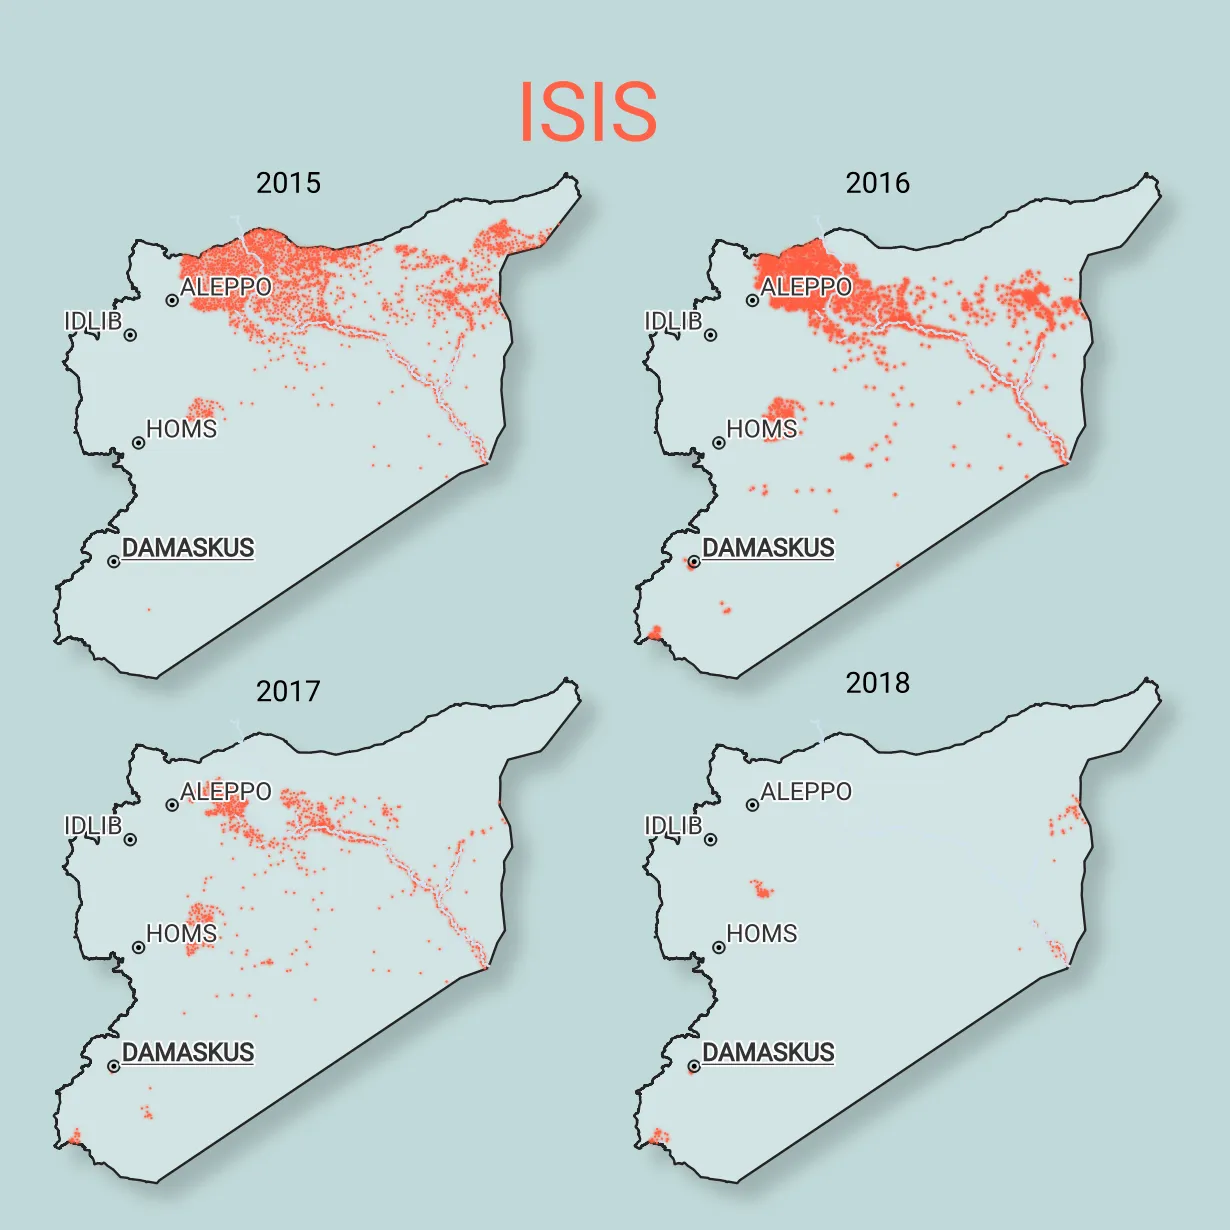 ISIS
2015
2016
ALEPPO
IDLIB
HOMS
DAMASKUS
ALEPPO
IDLIB
HOMS
DAMASKUS
2017
2018
ALEPPO
IDLIB
HOMS
DAMASKUS
ALEPPO
IDLIB
HOMS
DAMASKUS